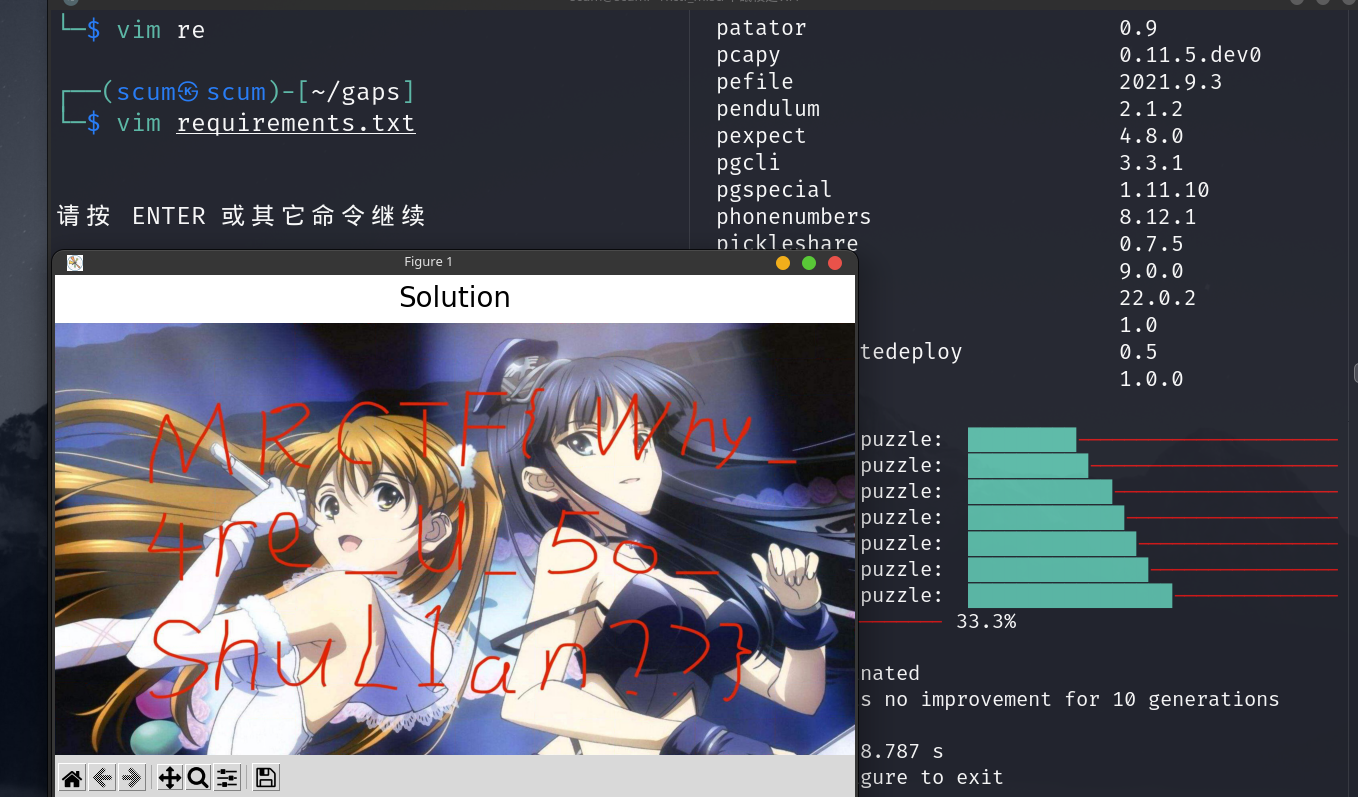 └─$ vim re
┌──(scum㉿scum)-[~/gaps]
└─$ vim requirements.txt
请按 ENTER 或其它命令继续
patator 0.9
pcapy 0.11.5.dev0
pefile 2021.9.3
pendulum 2.1.2
pexpect 4.8.0
pgcli 3.3.1
pgspecial 1.11.10
phonenumbers 8.12.1
pickleshare 0.7.5
9.0.0
22.0.2
1.0
tedeploy 0.5
1.0.0
puzzle:
puzzle:
puzzle:
puzzle:
puzzle:
puzzle:
puzzle:
33.3%
nated
s no improvement for 10 generations
8.787 s
gure to exit
Figure 1
Solution
MRCTF{Why_
4re_U_5o_
ShuL1an??}